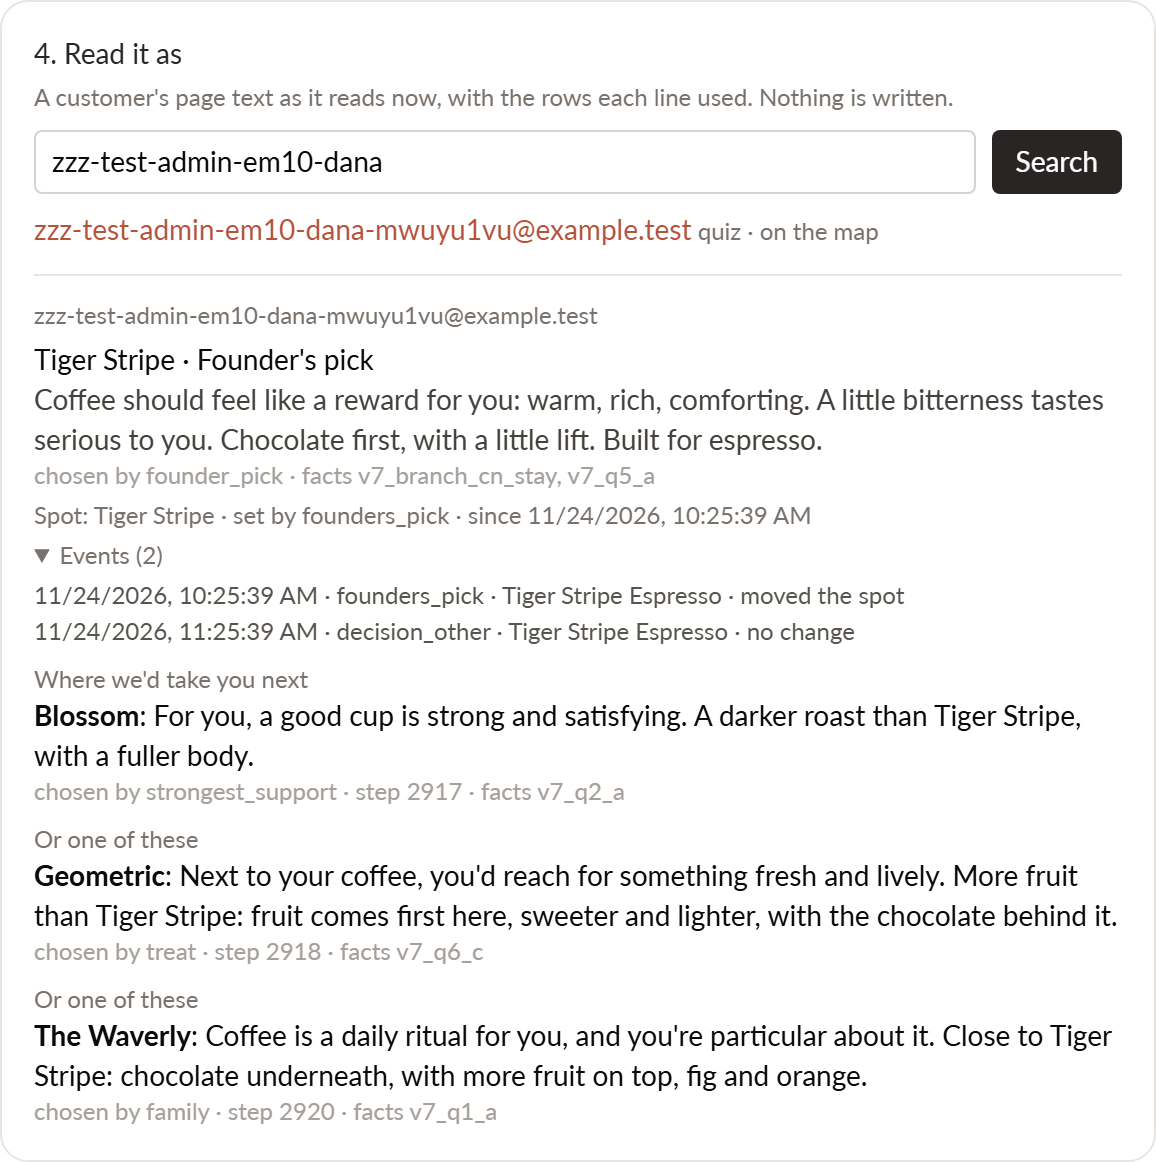 4. Read it as
A customer's page text as it reads now, with the rows each line used. Nothing is written.
zzz-test-admin-em10-dana
Search
zzz-test-admin-em10-dana-mwuyu1vu@example.test quiz · on the map
zzz-test-admin-em10-dana-mwuyu1vu@example.test
Tiger Stripe · Founder's pick
Coffee should feel like a reward for you: warm, rich, comforting. A little bitterness tastes
serious to you. Chocolate first, with a little lift. Built for espresso.
chosen by founder_pick · facts v7_branch_cn_stay, v7_q5_a
Spot: Tiger Stripe · set by founders_pick · since 11/24/2026, 10:25:39 AM
▼ Events (2)
11/24/2026, 10:25:39 AM · founders_pick · Tiger Stripe Espresso · moved the spot
11/24/2026, 11:25:39 AM · decision_other · Tiger Stripe Espresso · no change
Where we'd take you next
Blossom: For you, a good cup is strong and satisfying. A darker roast than Tiger Stripe,
with a fuller body.
chosen by strongest_support · step 2917 · facts v7_q2_a
Or one of these
Geometric: Next to your coffee, you'd reach for something fresh and lively. More fruit
than Tiger Stripe: fruit comes first here, sweeter and lighter, with the chocolate behind it.
chosen by treat · step 2918 · facts v7_q6_c
Or one of these
The Waverly: Coffee is a daily ritual for you, and you're particular about it. Close to Tiger
Stripe: chocolate underneath, with more fruit on top, fig and orange.
chosen by family · step 2920 · facts v7_q1_a